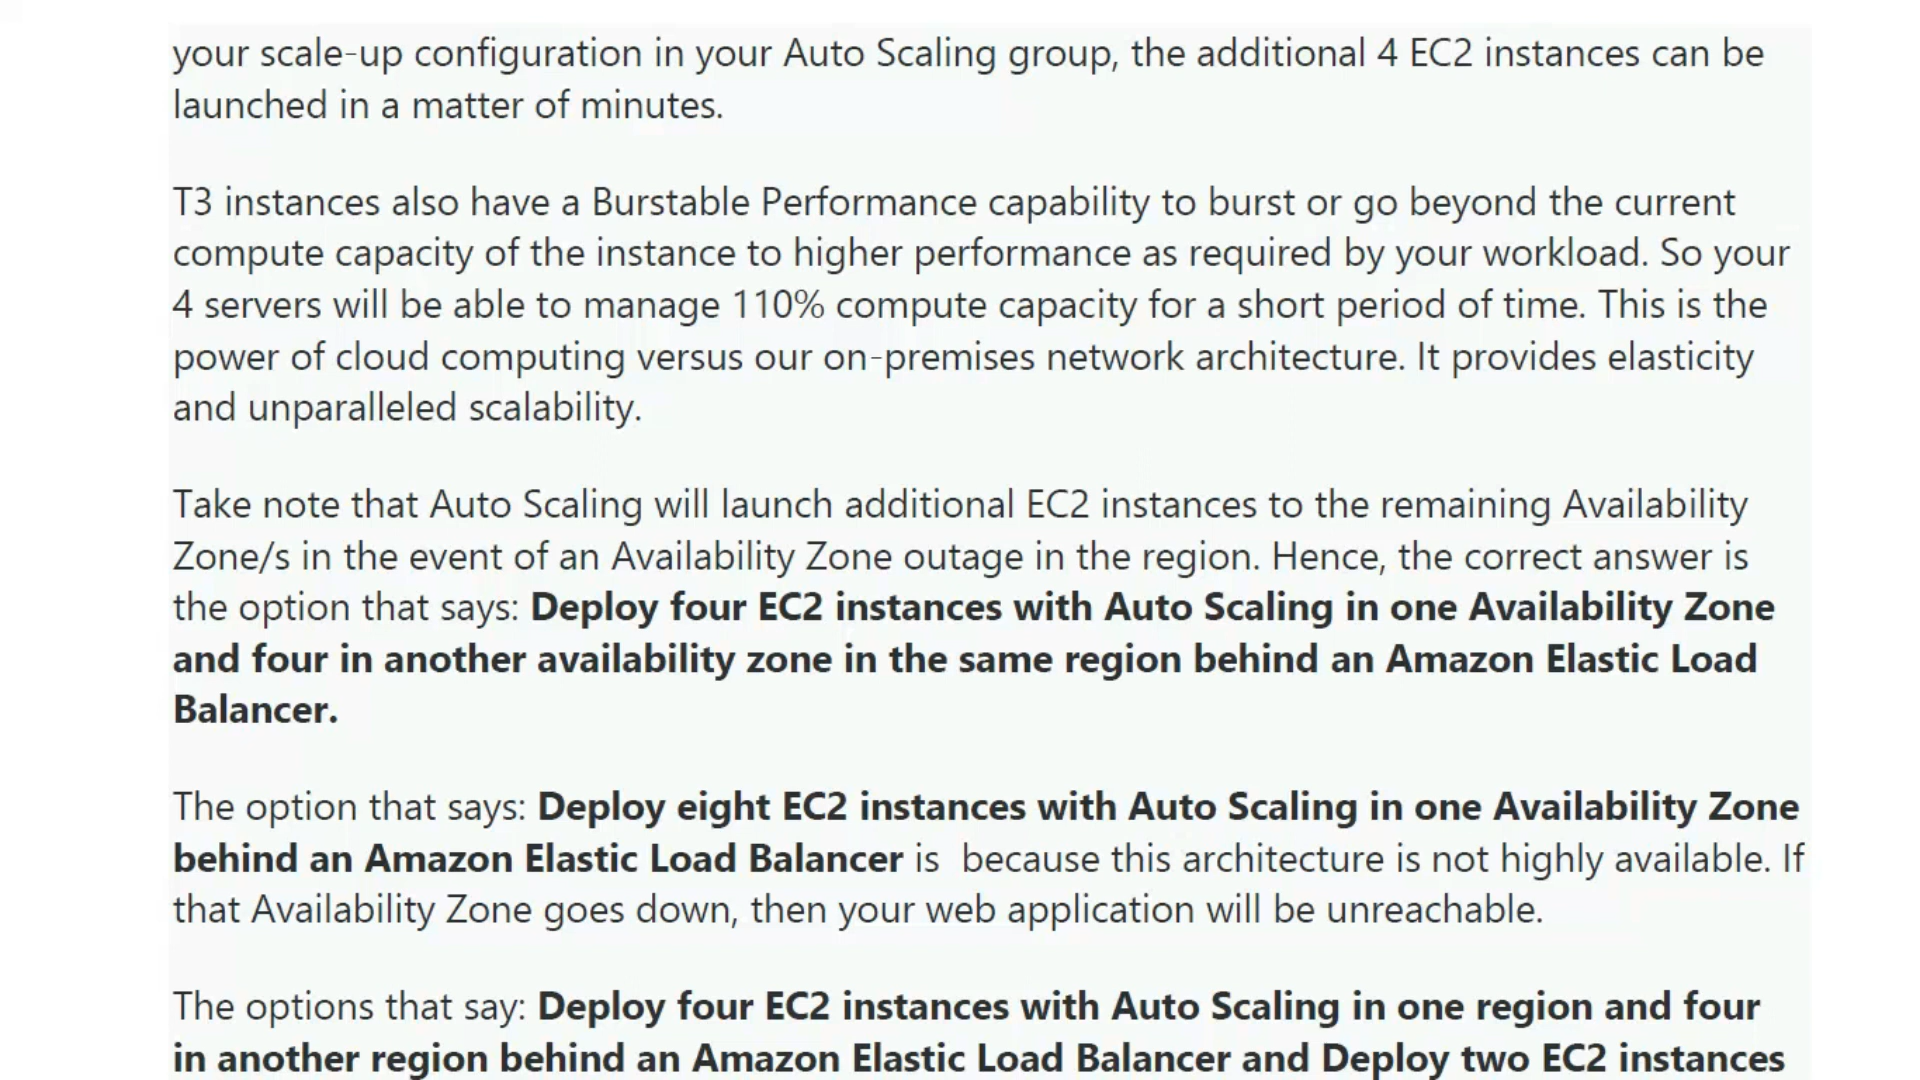 your scale-up configuration in your Auto Scaling group, the additional 4 EC2 instances can be
launched in a matter of minutes.
T3 instances also have a Burstable Performance capability to burst or go beyond the current
compute capacity of the instance to higher performance as required by your workload. So your
4 servers will be able to manage 110% compute capacity for a short period of time. This is the
power of cloud computing versus our on-premises network architecture. It provides elasticity
and unparalleled scalability.
Take note that Auto Scaling will launch additional EC2 instances to the remaining Availability
Zone/s in the event of an Availability Zone outage in the region. Hence, the correct answer is
the option that says: Deploy four EC2 instances with Auto Scaling in one Availability Zone
and four in another availability zone in the same region behind an Amazon Elastic Load
Balancer.
The option that says: Deploy eight EC2 instances with Auto Scaling in one Availability Zone
behind an Amazon Elastic Load Balancer is  because this architecture is not highly available. If
that Availability Zone goes down, then your web application will be unreachable.
The options that say: Deploy four EC2 instances with Auto Scaling in one region and four
in another region behind an Amazon Elastic Load Balancer and Deploy two EC2 instances